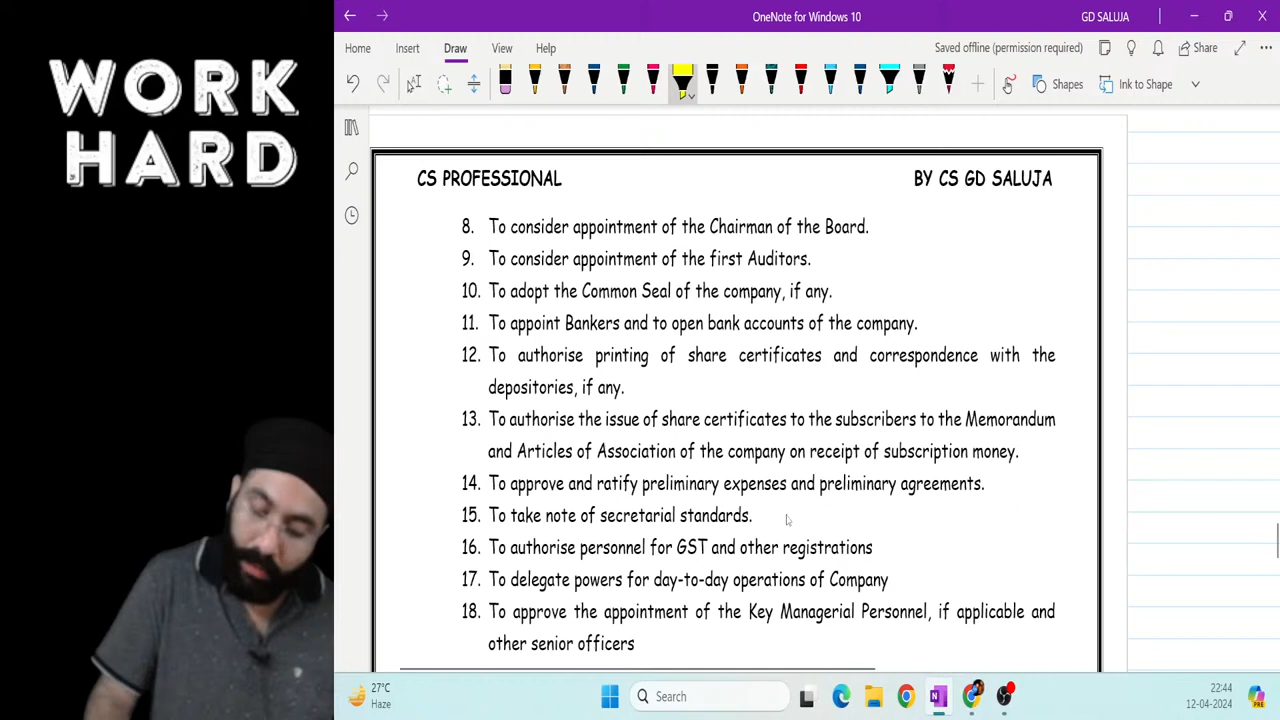 WORK
HARD
OneNote for Windows 10
GD SALUJA
Home Insert Draw View Help
Saved offline (permission required)
Share
Shapes
Ink to Shape
CS PROFESSIONAL BY CS GD SALUJA
8. To consider appointment of the Chairman of the Board.
9. To consider appointment of the first Auditors.
10. To adopt the Common Seal of the company, if any.
11. To appoint Bankers and to open bank accounts of the company.
12. To authorise printing of share certificates and correspondence with the
depositories, if any.
13. To authorise the issue of share certificates to the subscribers to the Memorandum
and Articles of Association of the company on receipt of subscription money.
14. To approve and ratify preliminary expenses and preliminary agreements.
15. To take note of secretarial standards.
16. To authorise personnel for GST and other registrations
17. To delegate powers for day-to-day operations of Company
18. To approve the appointment of the Key Managerial Personnel, if applicable and
other senior officers
27°C
Haze
Search
22:44
12-04-2024
PRE